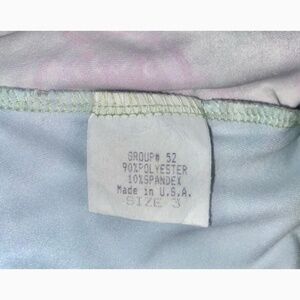 GROUP# 52
90%POLYESTER
10%SPANDEX
Made in U.S.A.
SIZE 3